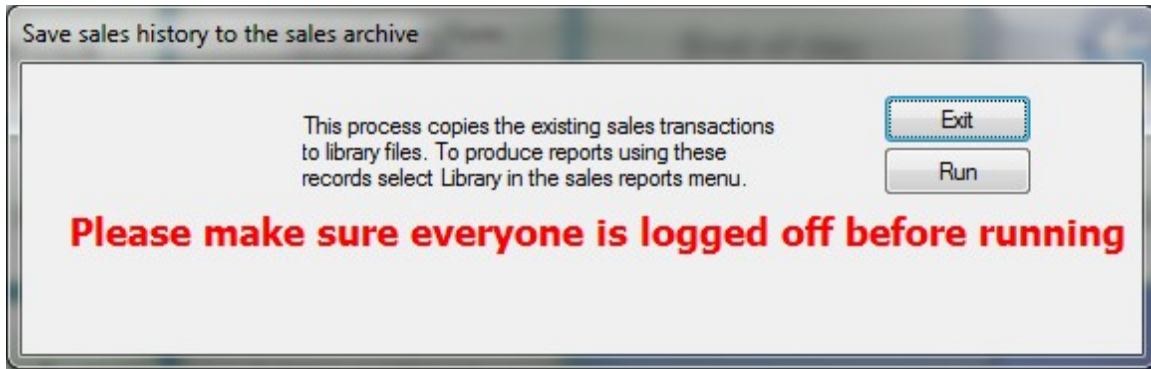 Save sales history to the sales archive
This process copies the existing sales transactions
to library files. To produce reports using these
records select Library in the sales reports menu.
Exit
Run
Please make sure everyone is logged off before running